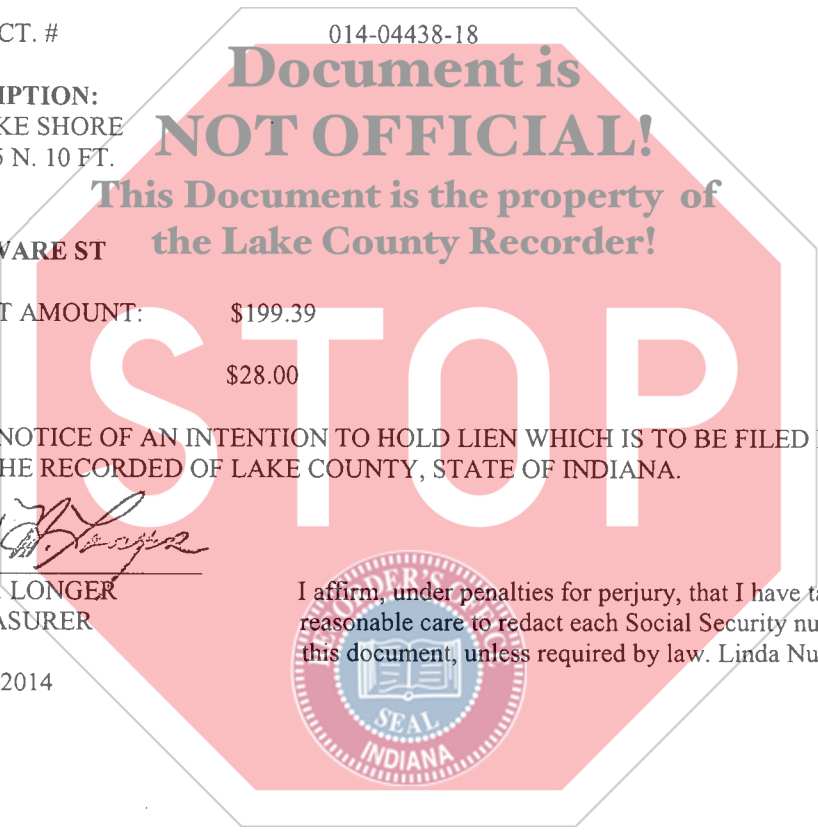 CT. # 014-04438-18
Document is
IPTION:
KE SHORE
NOT OFFICIAL!
5 N. 10 FT.
This Document is the property of
WARE ST the Lake County Recorder!
T AMOUNT: $199.39
STOP
$28.00
NOTICE OF AN INTENTION TO HOLD LIEN WHICH IS TO BE FILED
HE RECORDED OF LAKE COUNTY, STATE OF INDIANA.
LONGER
ASURER
2014
I affirm, under penalties for perjury, that I have ta
reasonable care to redact each Social Security nu
this document, unless required by law. Linda Nu
RECORDER'S OFFICE
SEAL
INDIANA